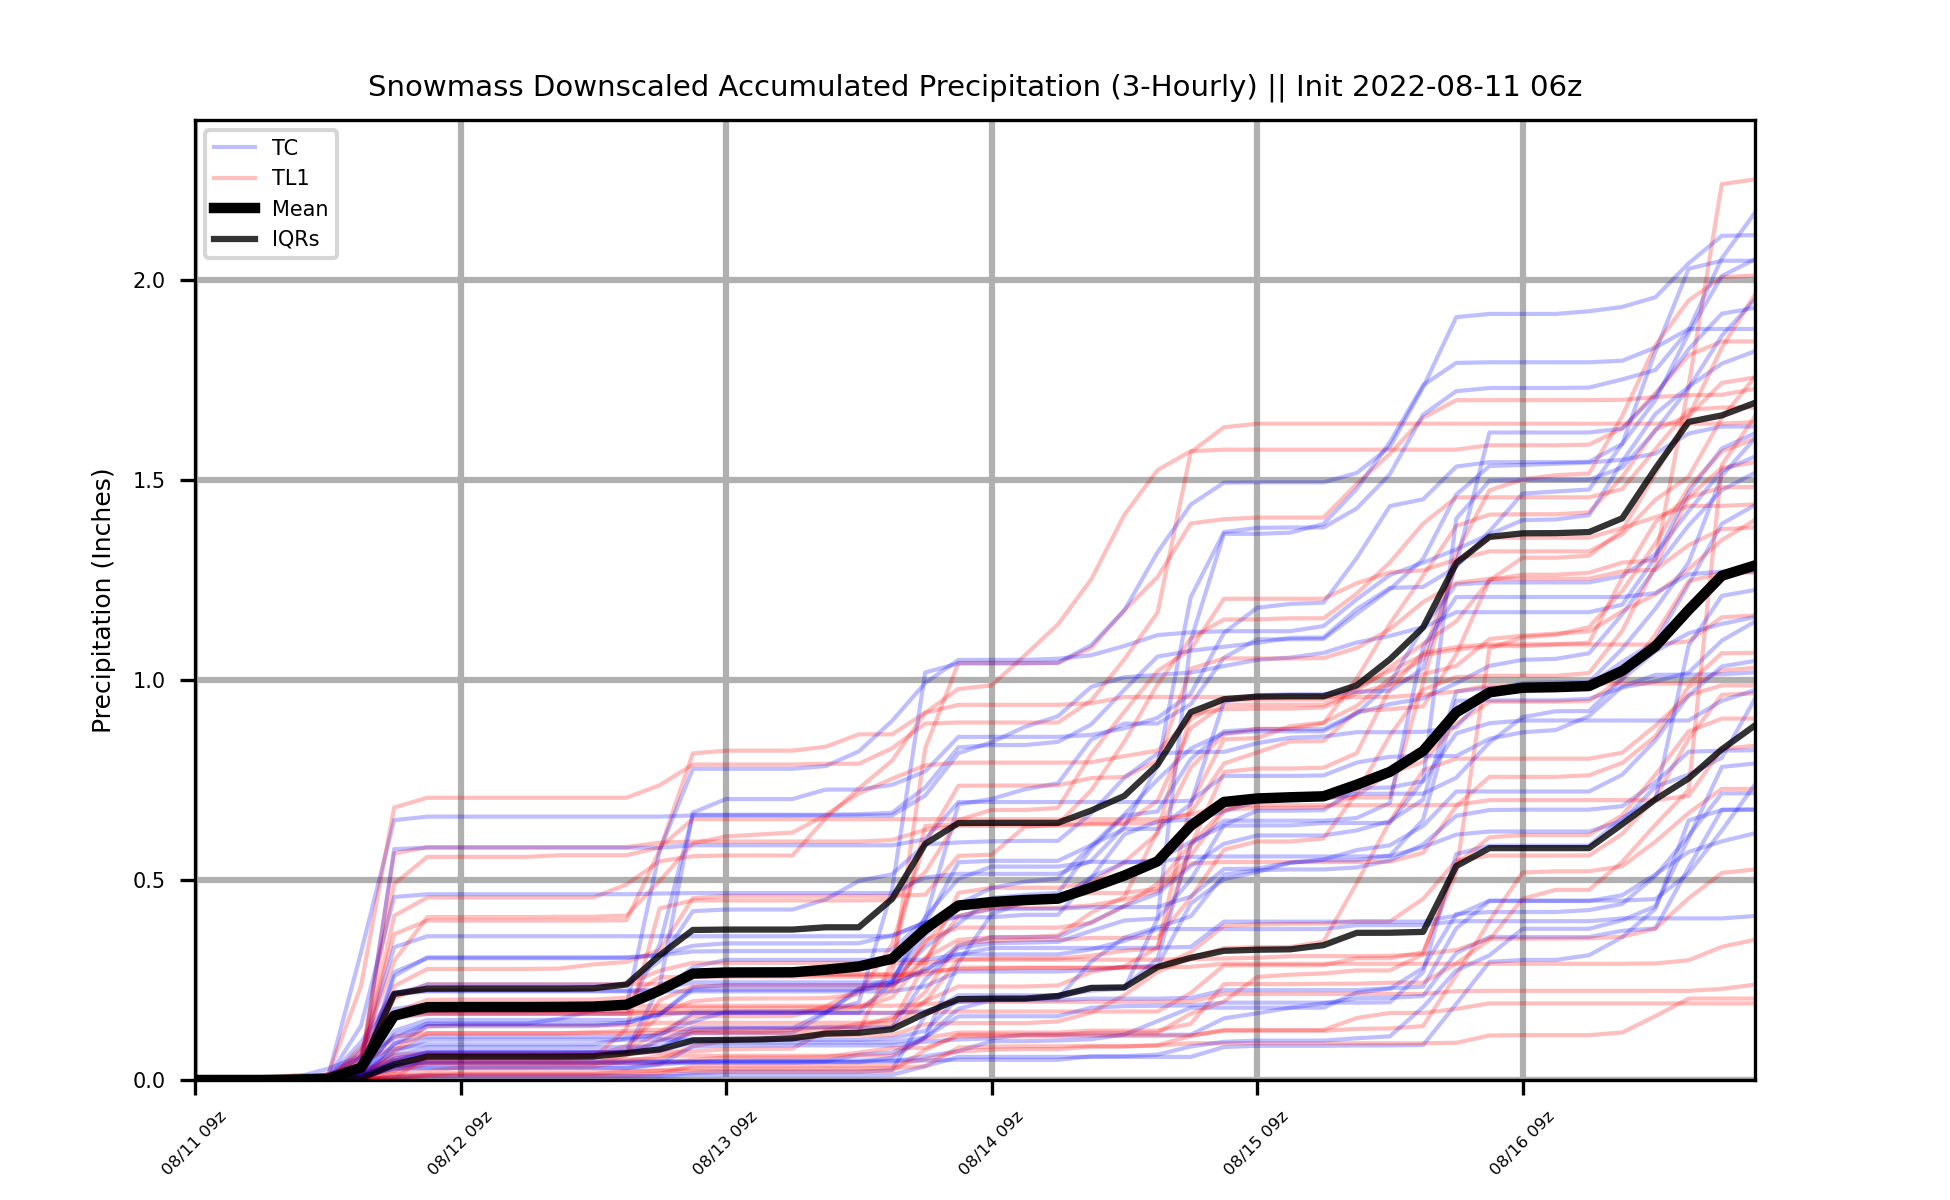 Snowmass Downscaled Accumulated Precipitation (3-Hourly) || Init 2022-08-11 06z
TC
TL1
Mean
IQRs
Precipitation (Inches)
2.0
1.5
1.0
0.5
0.0
08/11 09z
08/12 09z
08/13 09z
08/14 09z
08/15 09z
08/16 09z